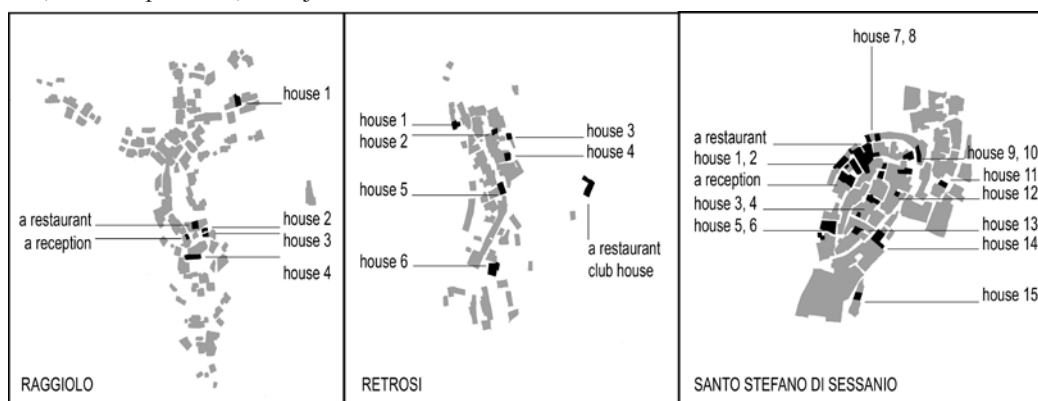 house 1
a restaurant
a reception
house 2
house 3
house 4
RAGGIOLO
house 1
house 2
house 3
house 4
house 5
a restaurant
club house
house 6
RETROSI
house 7, 8
a restaurant
house 1, 2
a reception
house 3, 4
house 5, 6
house 9, 10
house 11
house 12
house 13
house 14
house 15
SANTO STEFANO DI SESSANIO